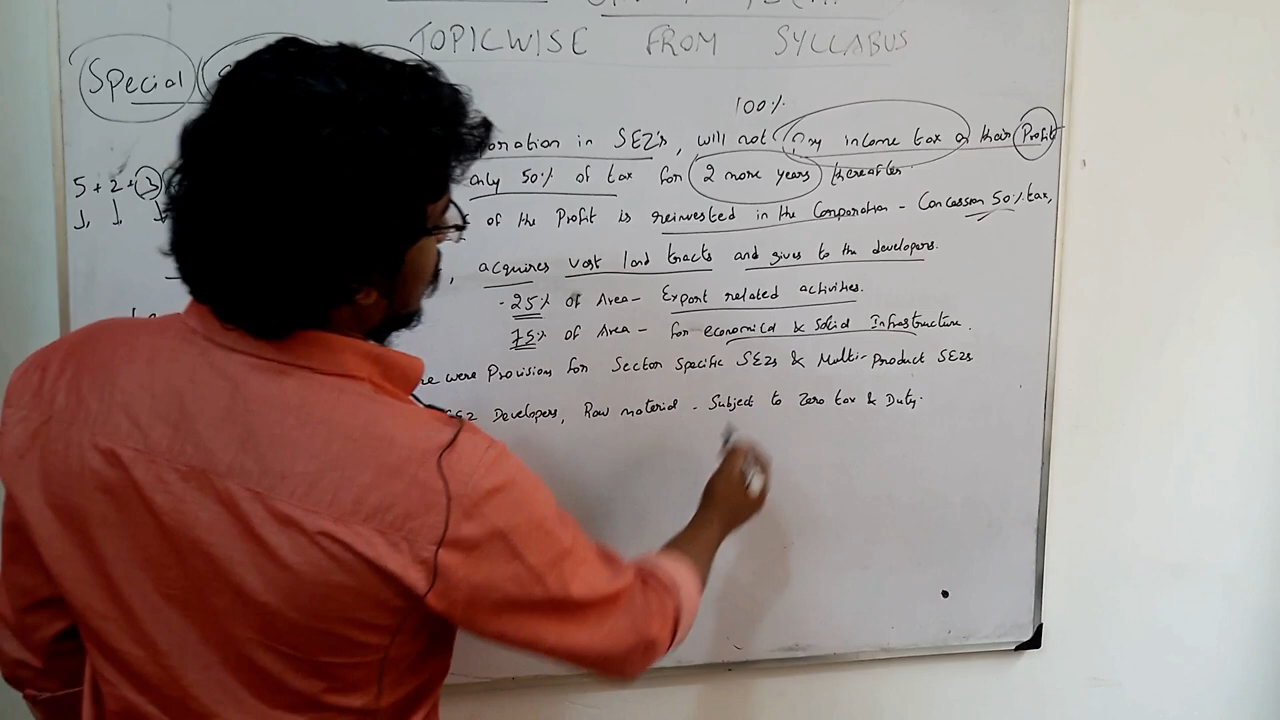 TOPICWISE FROM SYLLABUS
Special
100%
poration in SEZ's, will not Pay income tax on their Profit
5 + 2 + 3
only 50% of tax for 2 more years thereafter.
of the Profit is reinvested in the Corporation - Concession 50% tax,
, acquires vast land tracts and gives to the developers.
- 25% of Area - Export related activities.
75% of Area - for economical & Solid Infrastructure.
re were Provisions for Sector Specific SEZs & Multi-Product SEZs
SEZ Developers, Raw material - Subject to Zero tax & Duty.